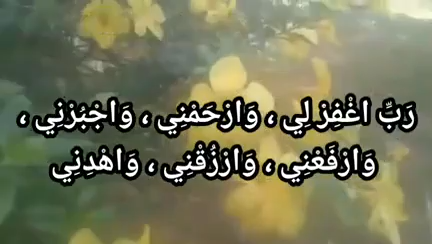 رَبِّ اغْفِرْ لِي ، وَارْحَمْنِي ، وَاجْبُرْنِي ،
وَارْفَعْنِي ، وَارْزُقْنِي ، وَاهْدِنِي